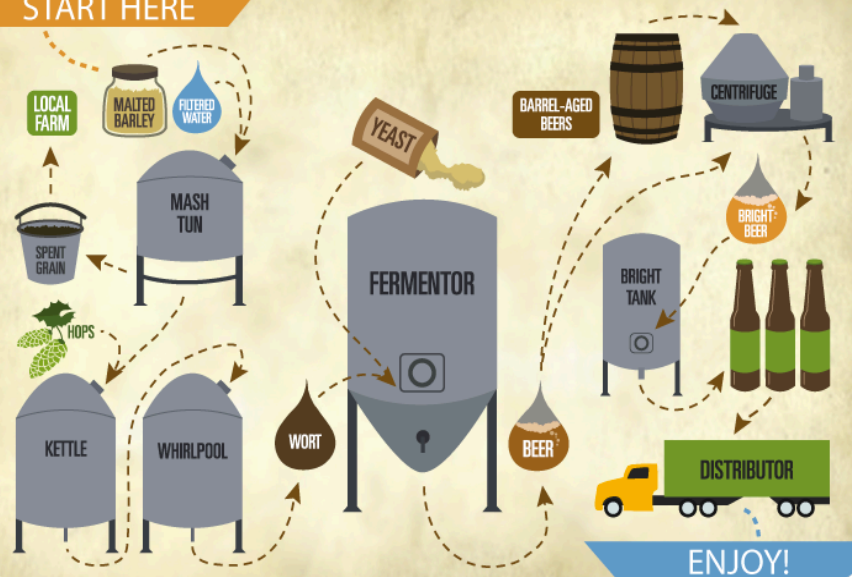 START HERE
LOCAL
FARM
MALTED
BARLEY
FILTERED
WATER
MASH
TUN
SPENT
GRAIN
HOPS
KETTLE
WHIRLPOOL
WORT
YEAST
FERMENTOR
BEER
BARREL-AGED
BEERS
CENTRIFUGE
BRIGHT
BEER
BRIGHT
TANK
DISTRIBUTOR
ENJOY!